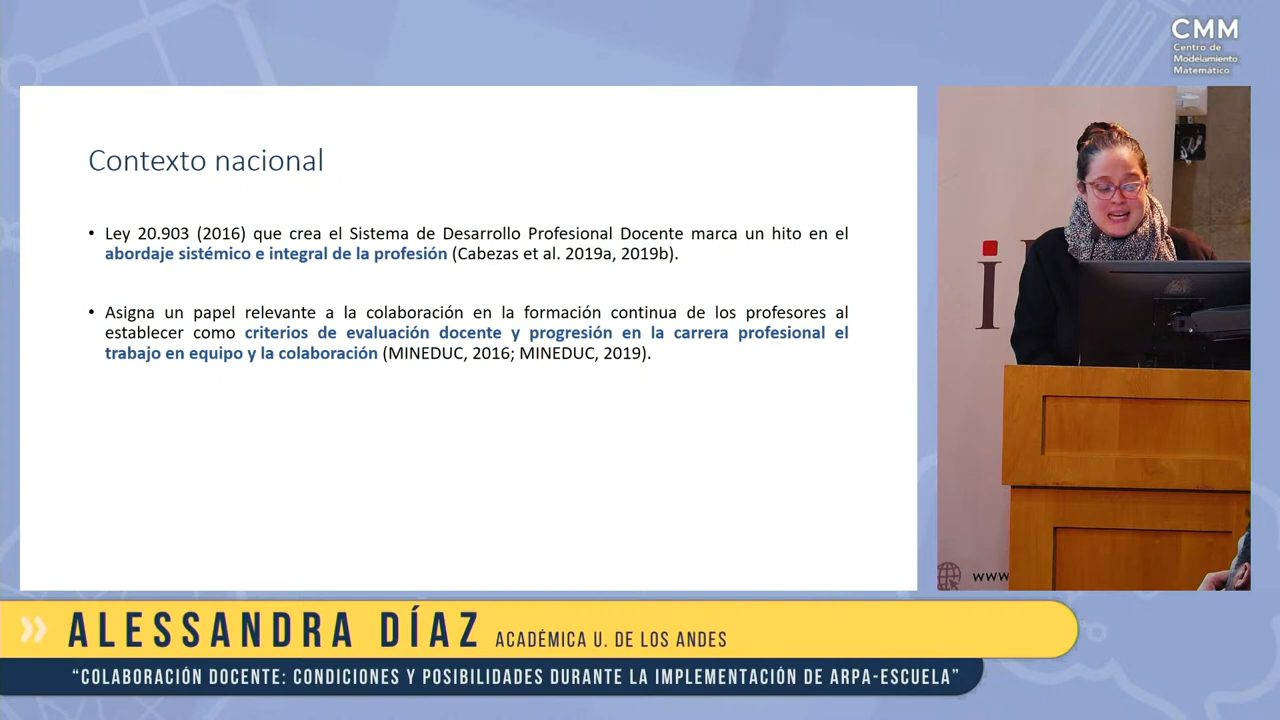 CMM
Centro de
Modelamiento
Matemático
Contexto nacional
• Ley 20.903 (2016) que crea el Sistema de Desarrollo Profesional Docente marca un hito en el
abordaje sistémico e integral de la profesión (Cabezas et al. 2019a, 2019b).
• Asigna un papel relevante a la colaboración en la formación continua de los profesores al
establecer como criterios de evaluación docente y progresión en la carrera profesional el
trabajo en equipo y la colaboración (MINEDUC, 2016; MINEDUC, 2019).
i
www
» ALESSANDRA DÍAZ ACADÉMICA U. DE LOS ANDES
“COLABORACIÓN DOCENTE: CONDICIONES Y POSIBILIDADES DURANTE LA IMPLEMENTACIÓN DE ARPA-ESCUELA”